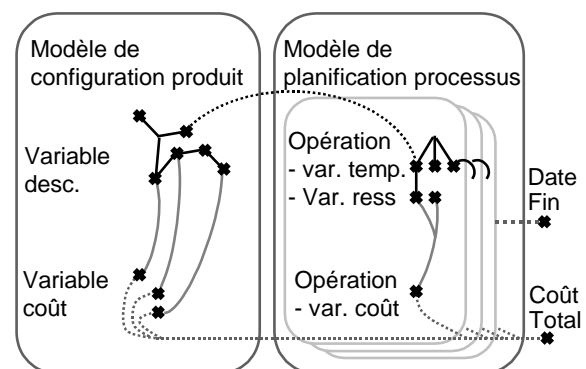 Modèle de
configuration produit
Modèle de
planification processus
Variable
desc.
Opération
- var. temp.
- Var. ress
Date
Fin
Variable
coût
Opération
- var. coût
Coût
Total